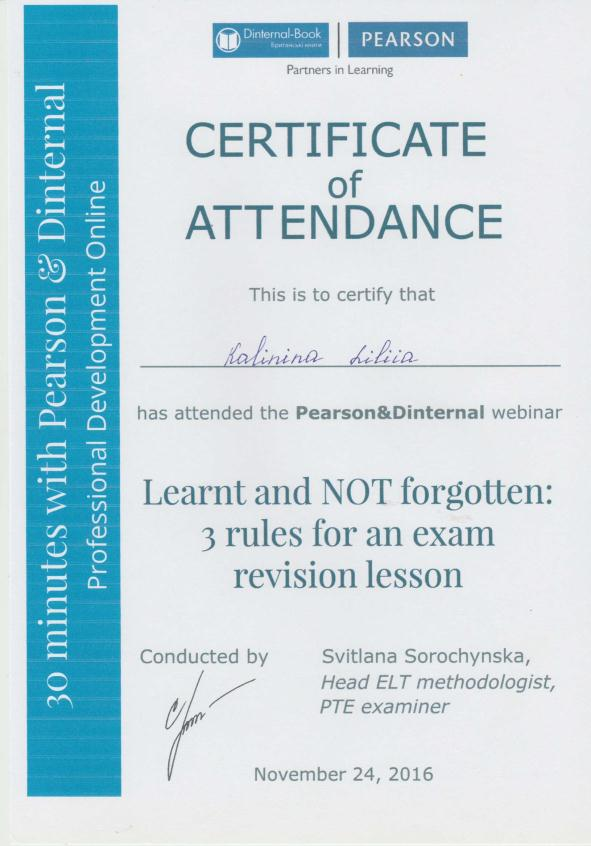 Dinternal-Book
Британські книги
PEARSON
Partners in Learning
CERTIFICATE
of
ATTENDANCE
This is to certify that
Kalinina Liliia
has attended the Pearson&Dinternal webinar
Learnt and NOT forgotten:
3 rules for an exam
revision lesson
Conducted by
Svitlana Sorochynska,
Head ELT methodologist,
PTE examiner
November 24, 2016
30 minutes with Pearson & Dinternal
Professional Development Online